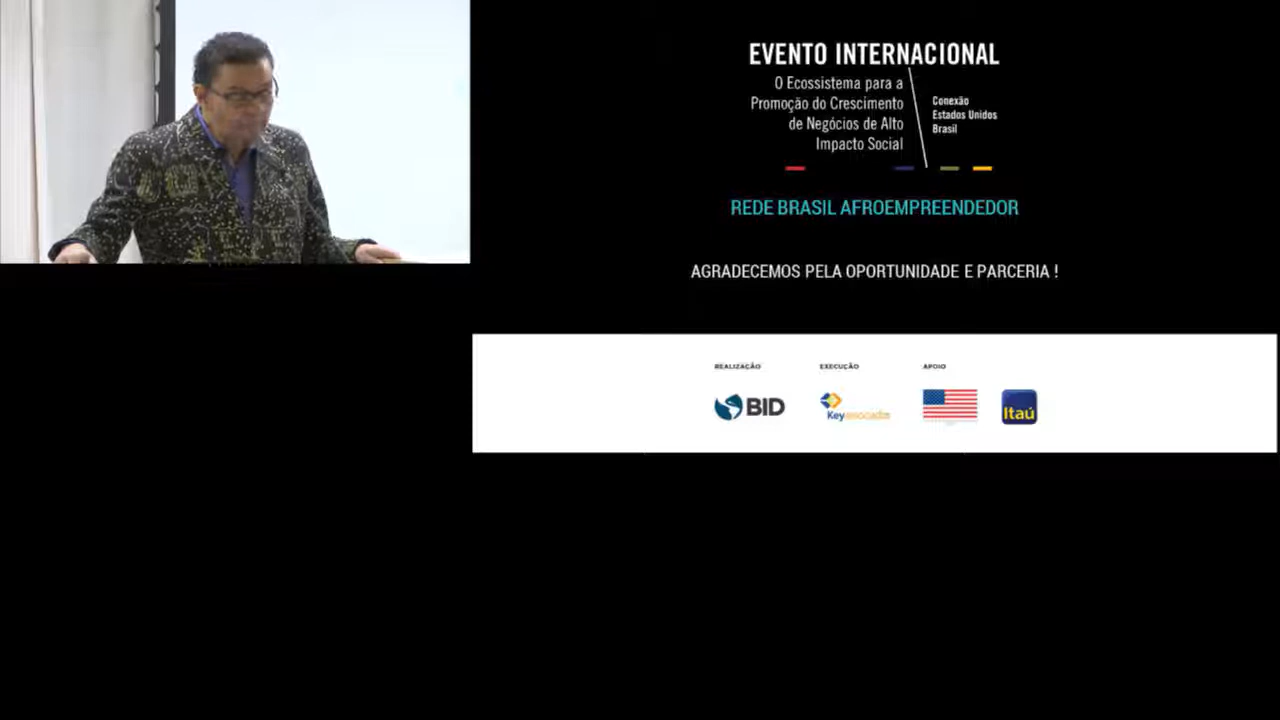 EVENTO INTERNACIONAL
O Ecossistema para a
Promoção do Crescimento
de Negócios de Alto
Impacto Social
Conexão
Estados Unidos
Brasil
REDE BRASIL AFROEMPREENDEDOR
AGRADECEMOS PELA OPORTUNIDADE E PARCERIA !
REALIZAÇÃO
EXECUÇÃO
APOIO
BID
Keyassociados
Itaú